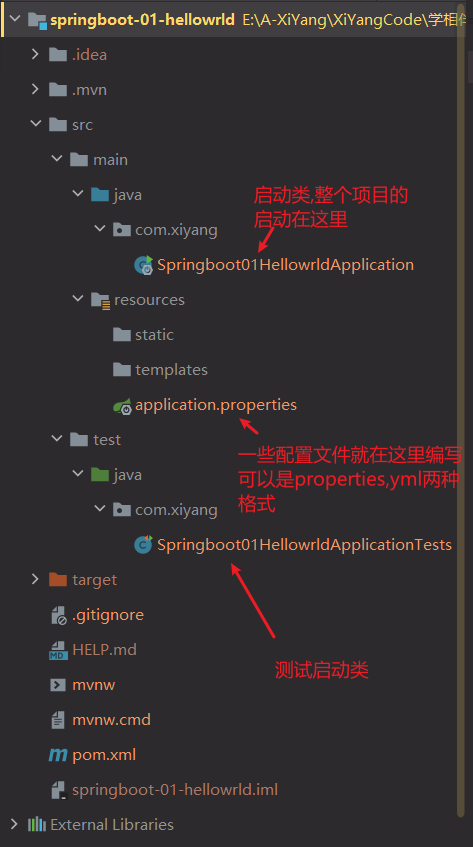 springboot-01-hellowrld E:\A-XiYang\XiYangCode\学相
.idea
.mvn
src
main
java
启动类,整个项目的
启动在这里
com.xiyang
Springboot01HellowrldApplication
resources
static
templates
application.properties
test
一些配置文件就在这里编写
可以是properties,yml两种
格式
java
com.xiyang
Springboot01HellowrldApplicationTests
target
.gitignore
HELP.md
测试启动类
mvnw
mvnw.cmd
pom.xml
springboot-01-hellowrld.iml
External Libraries